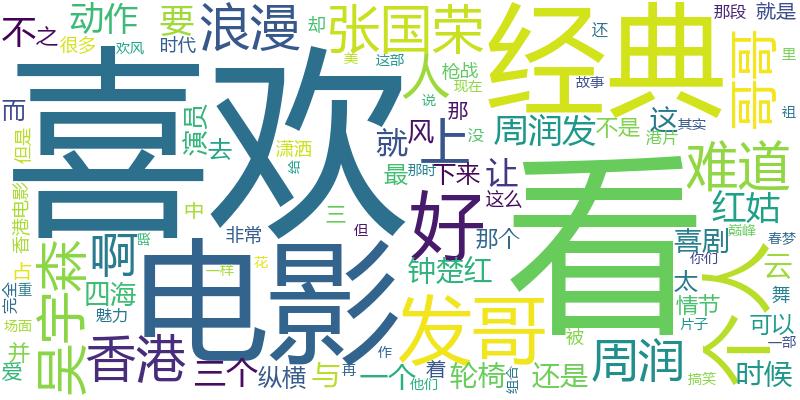 喜欢
看
电影
经典
好
个人
发哥
张国荣
浪漫
香港
吴宇森
周润
难道
哥哥
上
啊
人
周润发
红姑
动作
要
不
之
很多
欢风
时代
却
美
这部
枪战
现在
说
那
风
就
最
下来
没
那时
让
这么
那个
钟楚红
还
故事
那段
就是
里
祖
其实
这
港片
不是
喜剧
巅峰
你们
春梦
云
太
舞
情节
片子
可以
一部
时候
搞笑
被
还是
组合
轮椅
着
他们
一个
再
作
与
纵横
三个
一样
花
但
三
非常
给
潇洒
去
演员
中
四海
魅力
而
但是
香港电影
完全
重
场面
并
爱